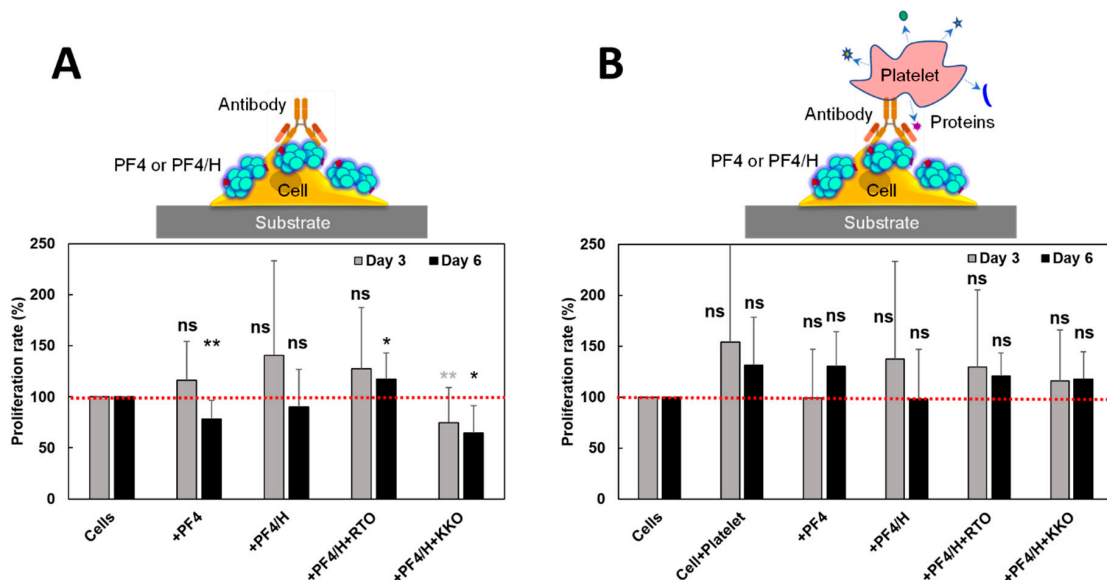 A
Antibody
PF4 or PF4/H
Cell
Substrate
Proliferation rate (%)
250
200
150
100
50
0
Day 3
Day 6
ns
**
ns
ns
ns
*
**
*
Cells
+PF4
+PF4/H
+PF4/H+RTO
+PF4/H+KKO
B
Platelet
Antibody
Proteins
PF4 or PF4/H
Cell
Substrate
Proliferation rate (%)
250
200
150
100
50
0
Day 3
Day 6
ns
ns
ns
ns
ns
ns
ns
ns
ns
ns
Cells
Cell+Platelet
+PF4
+PF4/H
+PF4/H+RTO
+PF4/H+KKO